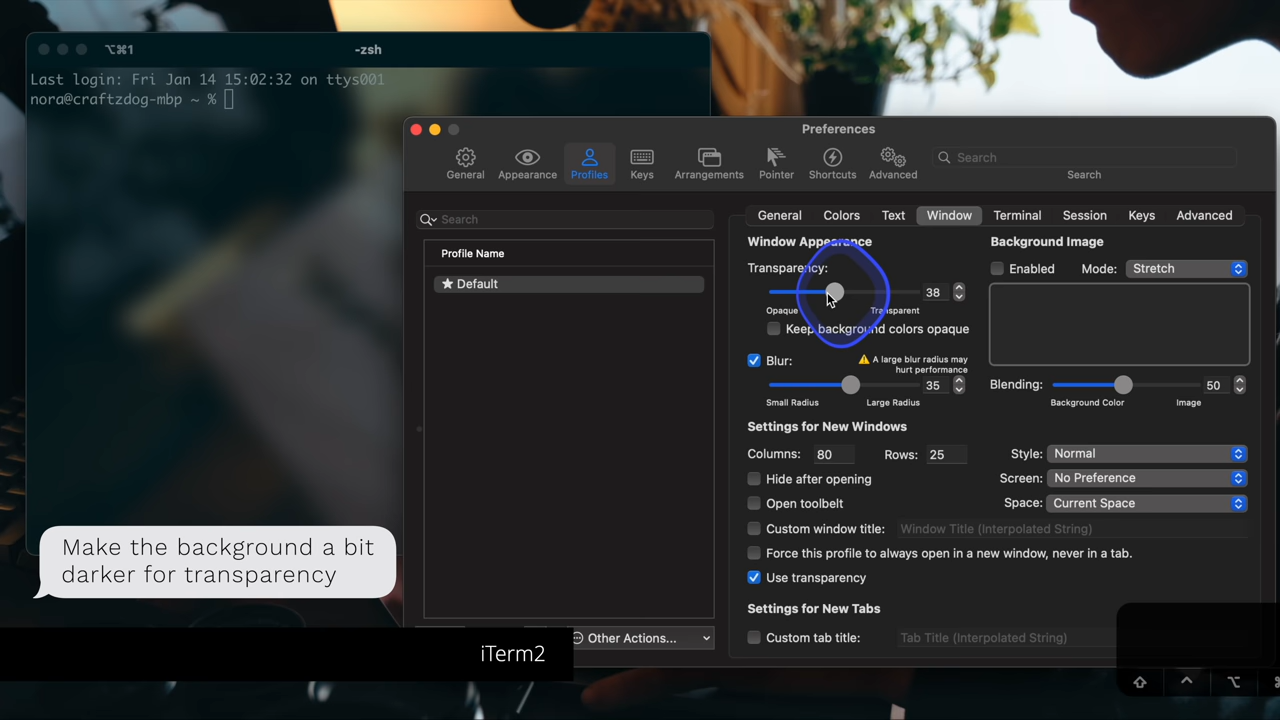 ⌥⌘1
-zsh
Last login: Fri Jan 14 15:02:32 on ttys001
nora@craftzdog-mbp ~ %
Preferences
General
Appearance
Profiles
Keys
Arrangements
Pointer
Shortcuts
Advanced
Search
Search
Search
Profile Name
★ Default
Other Actions...
General
Colors
Text
Window
Terminal
Session
Keys
Advanced
Window Appearance
Transparency:
38
Opaque
Transparent
Keep background colors opaque
Blur:
A large blur radius may
hurt performance
35
Small Radius
Large Radius
Background Image
Enabled
Mode: Stretch
Blending:
50
Background Color
Image
Settings for New Windows
Columns: 80
Rows: 25
Style: Normal
Hide after opening
Screen: No Preference
Open toolbelt
Space: Current Space
Custom window title: Window Title (Interpolated String)
Force this profile to always open in a new window, never in a tab.
Use transparency
Settings for New Tabs
Custom tab title: Tab Title (Interpolated String)
Make the background a bit
darker for transparency
iTerm2